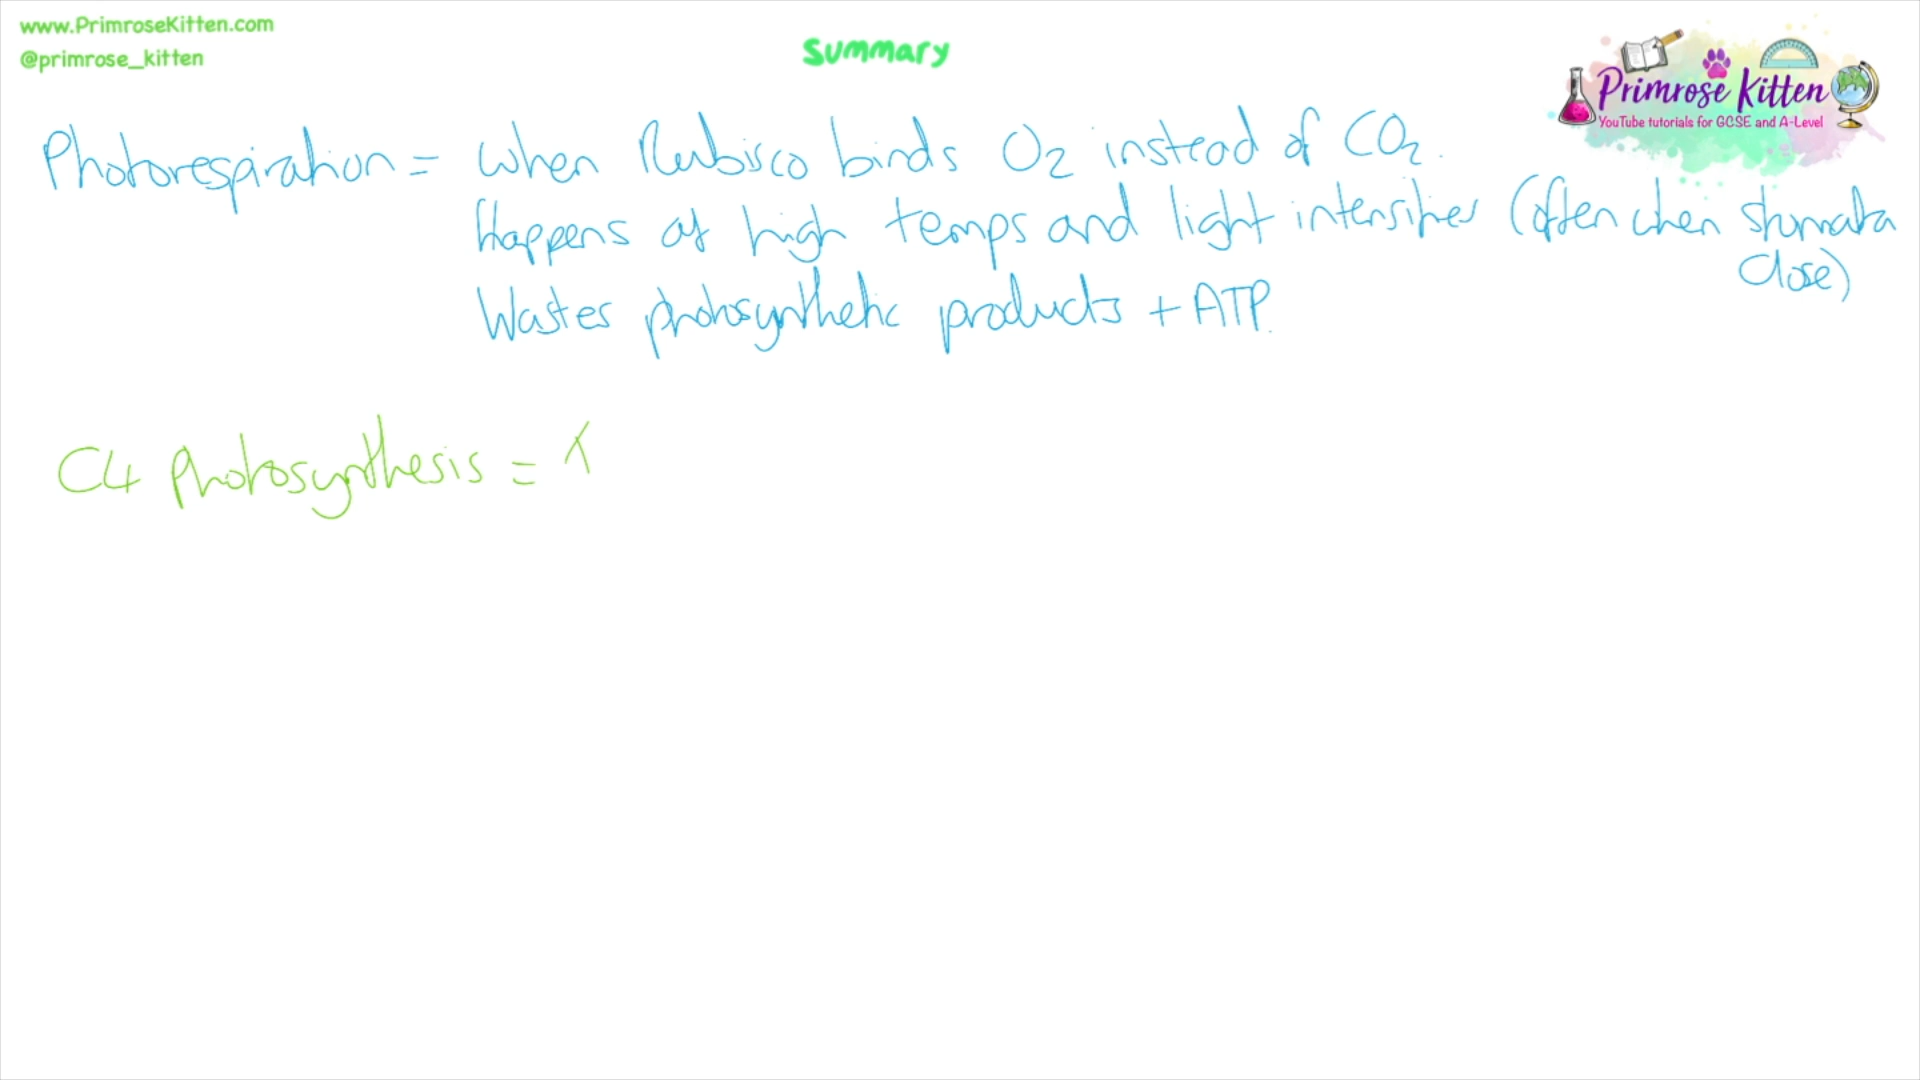 www.PrimroseKitten.com
@primrose_kitten
Summary
Primrose Kitten
YouTube tutorials for GCSE and A-Level
Photorespiration = when Rubisco binds O2 instead of CO2.
Happens at high temps and light intensities (often when stomata
close)
Wastes photosynthetic products + ATP.
C4 Photosynthesis =